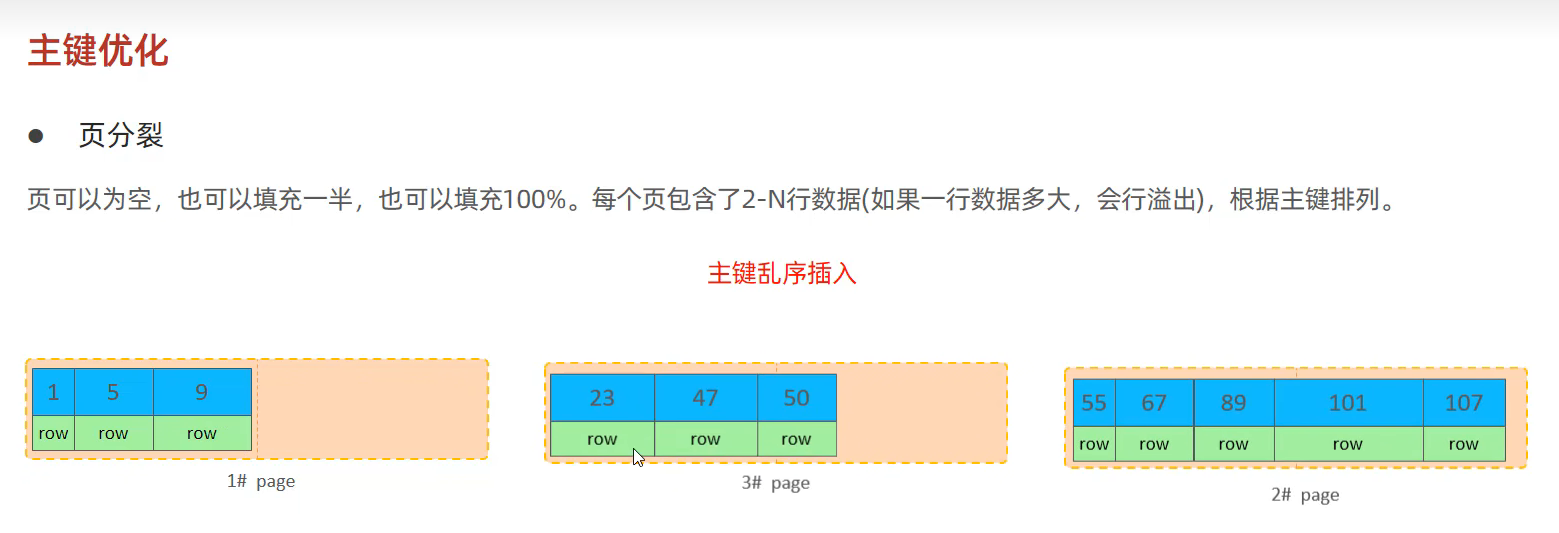 主键优化
● 页分裂
页可以为空，也可以填充一半，也可以填充100%。每个页包含了2-N行数据(如果一行数据多大，会行溢出)，根据主键排列。
主键乱序插入
1 5 9
row row row
1# page
23 47 50
row row row
3# page
55 67 89 101 107
row row row row row
2# page